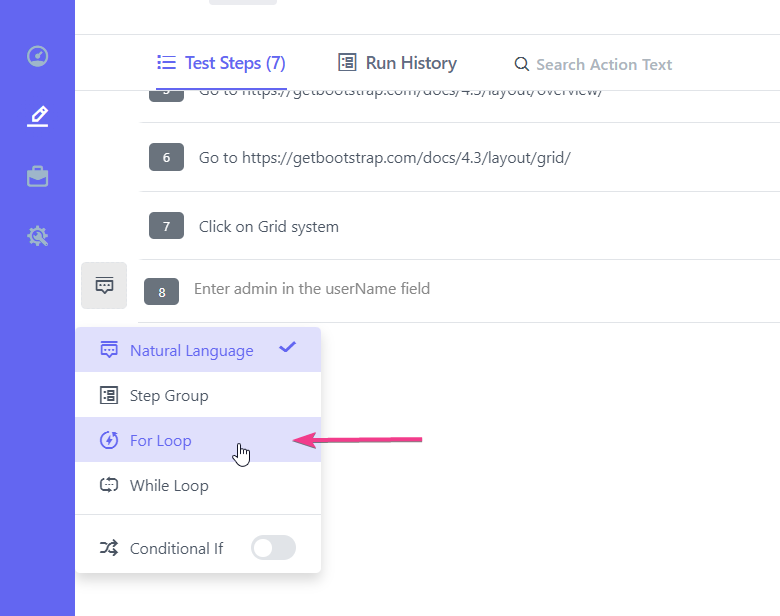 Test Steps (7)
Run History
Search Action Text
5 Go to https://getbootstrap.com/docs/4.3/layout/overview/
6 Go to https://getbootstrap.com/docs/4.3/layout/grid/
7 Click on Grid system
8 Enter admin in the userName field
Natural Language
Step Group
For Loop
While Loop
Conditional If